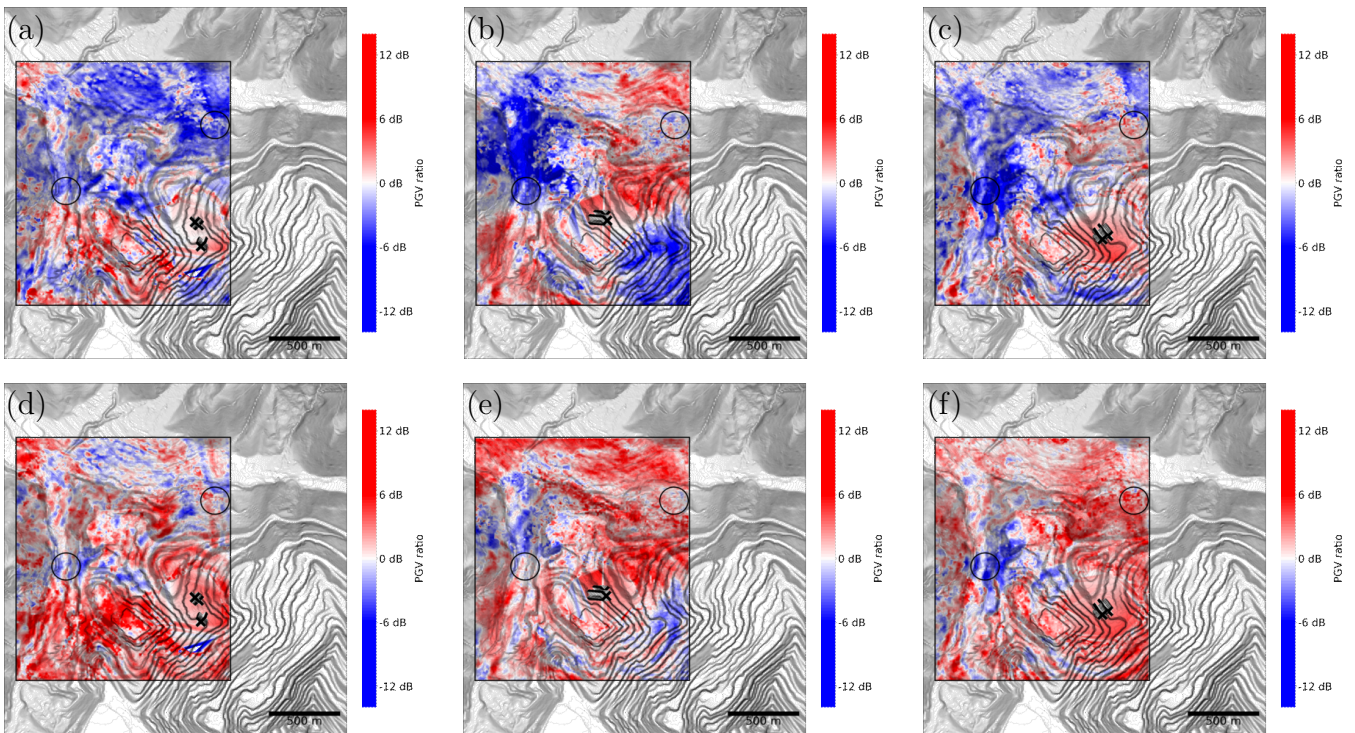 (a)
12 dB
6 dB
0 dB
-6 dB
-12 dB
PGV ratio
500 m
(b)
12 dB
6 dB
0 dB
-6 dB
-12 dB
PGV ratio
500 m
(c)
12 dB
6 dB
0 dB
-6 dB
-12 dB
PGV ratio
500 m
(d)
12 dB
6 dB
0 dB
-6 dB
-12 dB
PGV ratio
500 m
(e)
12 dB
6 dB
0 dB
-6 dB
-12 dB
PGV ratio
500 m
(f)
12 dB
6 dB
0 dB
-6 dB
-12 dB
PGV ratio
500 m